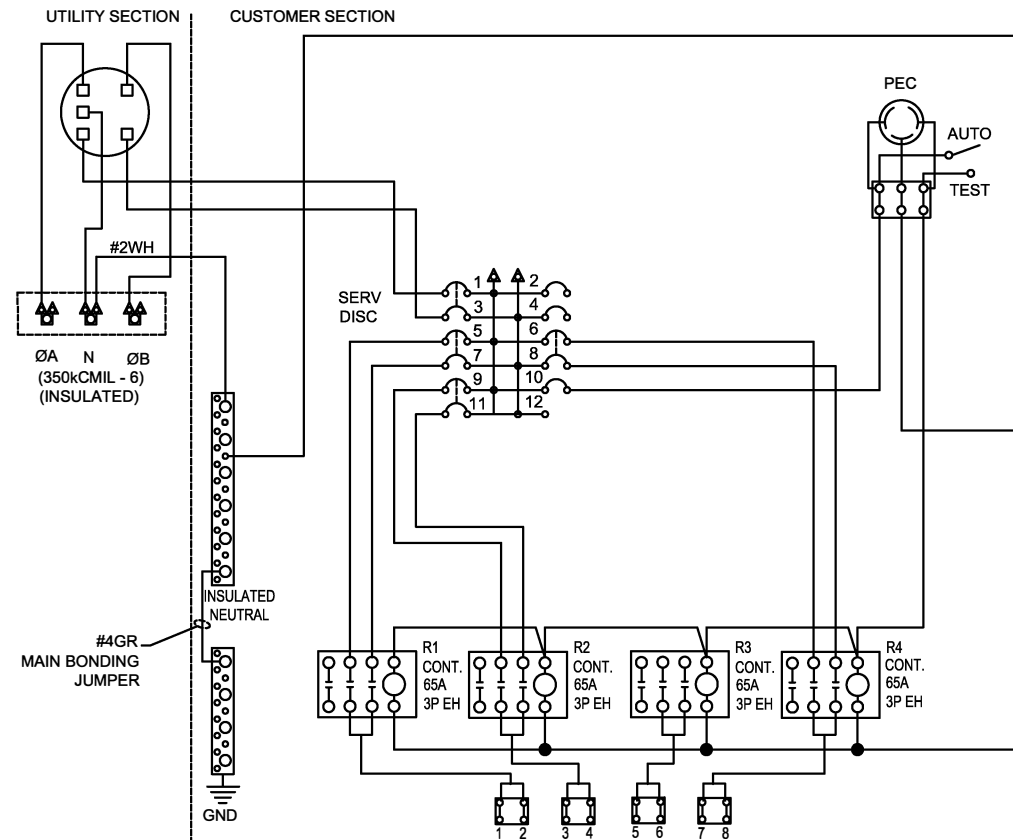 UTILITY SECTION
CUSTOMER SECTION
PEC
AUTO
TEST
#2WH
SERV
DISC
1
2
3
4
5
6
7
8
9
10
11
12
ØA
N
ØB
(350kCMIL - 6)
(INSULATED)
INSULATED
NEUTRAL
#4GR
MAIN BONDING
JUMPER
GND
R1
CONT.
65A
3P EH
R2
CONT.
65A
3P EH
R3
CONT.
65A
3P EH
R4
CONT.
65A
3P EH
1 2
3 4
5 6
7 8